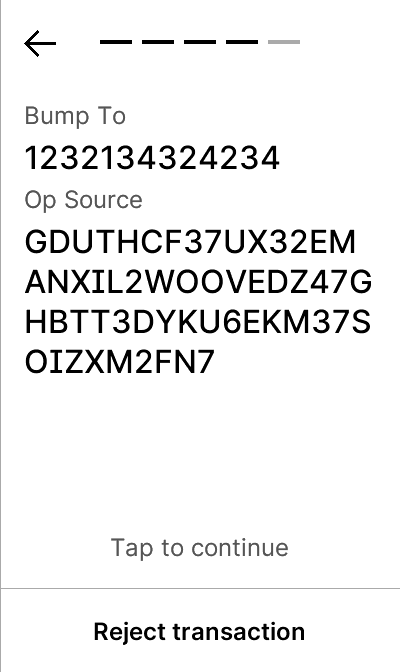 Bump To
1232134324234
Op Source
GDUTHCF37UX32EM
ANXIL2WOOVEDZ47G
HBTT3DYKU6EKM37S
OIZXM2FN7
Tap to continue
Reject transaction